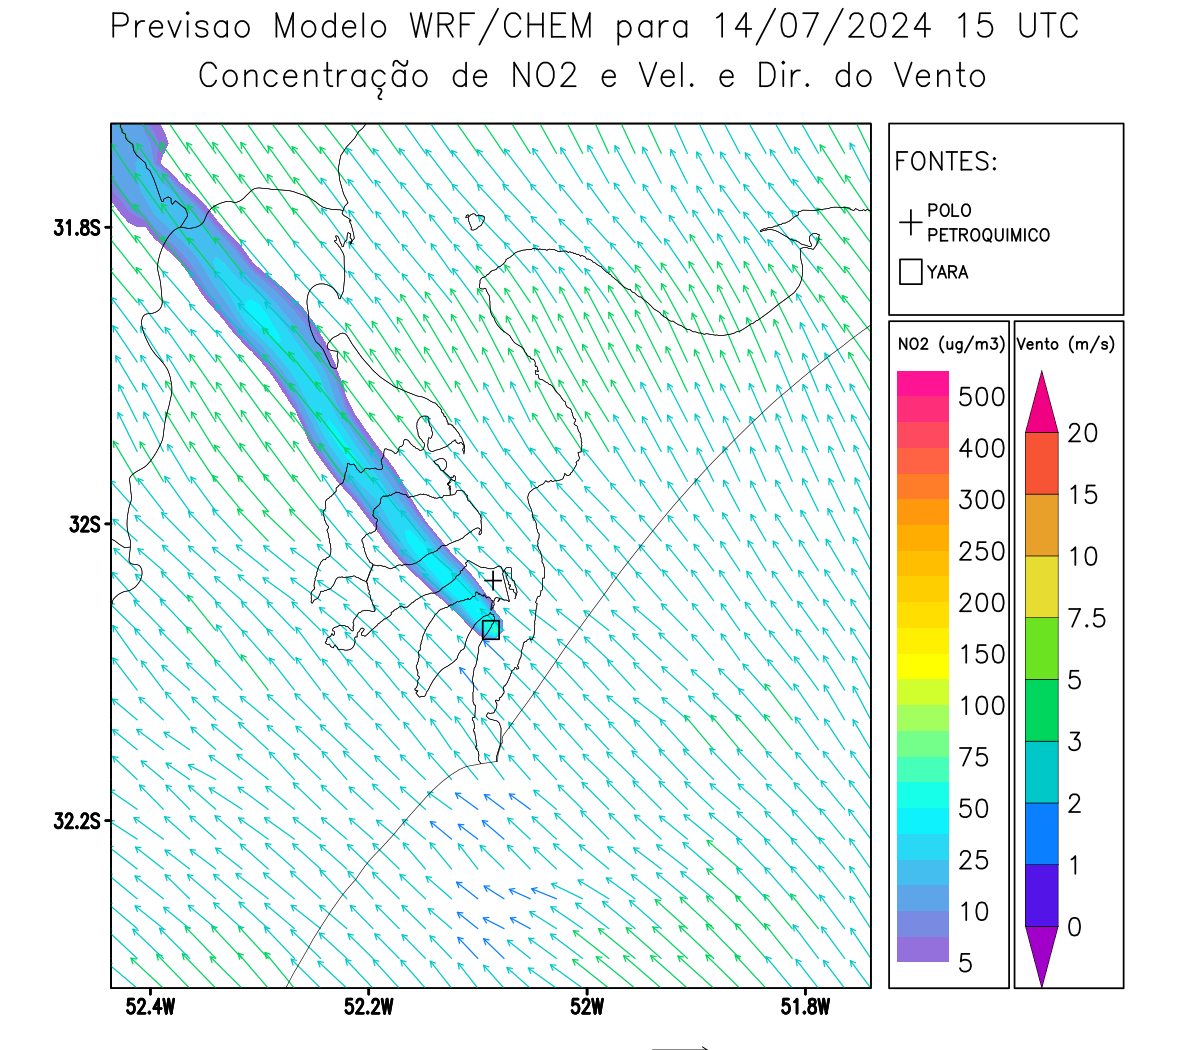 Previsao Modelo WRF/CHEM para 14/07/2024 15 UTC
Concentração de NO2 e Vel. e Dir. do Vento
FONTES:
POLO
PETROQUIMICO
YARA
NO2 (ug/m3)
500
400
300
250
200
150
100
75
50
25
10
5
Vento (m/s)
20
15
10
7.5
5
3
2
1
0
31.8S
32S
32.2S
52.4W
52.2W
52W
51.8W